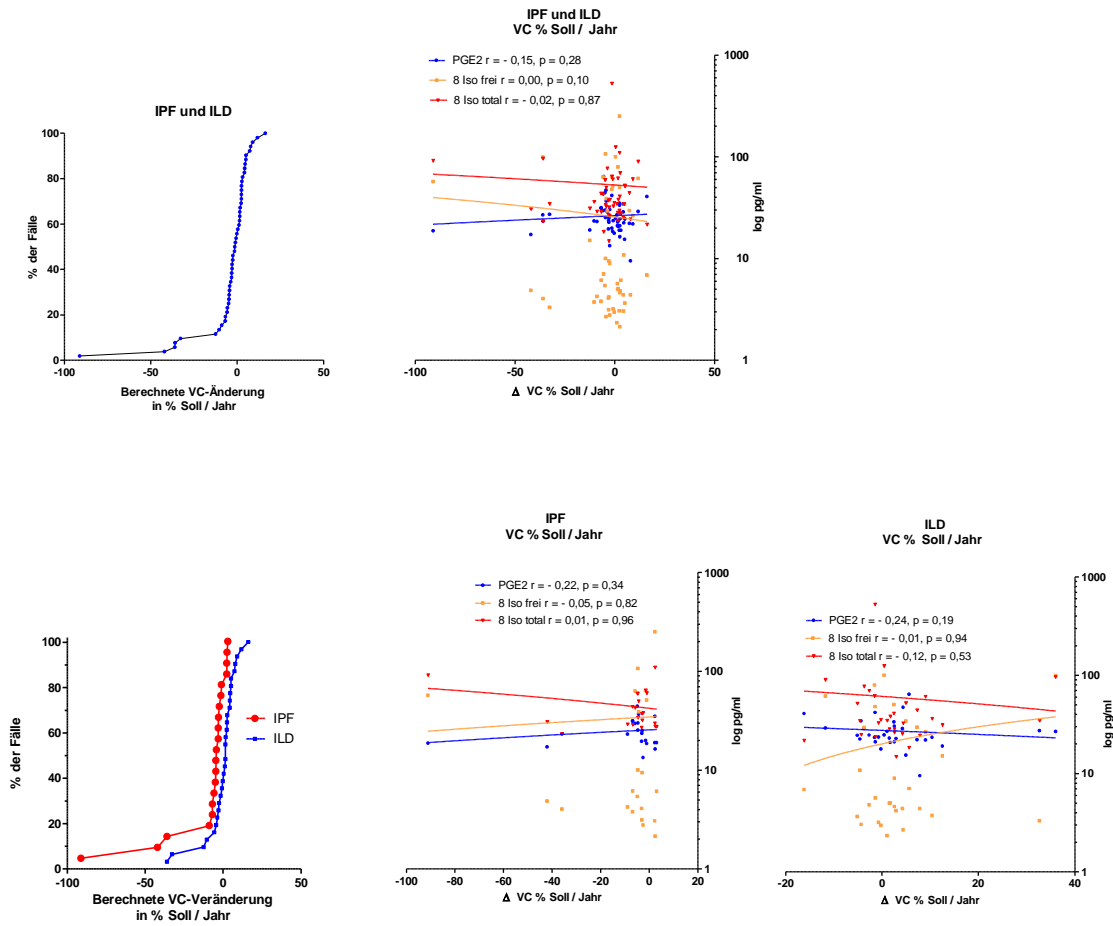 IPF und ILD
VC % Soll / Jahr
PGE2 r = - 0,15, p = 0,28
8 Iso frei r = 0,00, p = 0,10
8 Iso total r = - 0,02, p = 0,87
1000
100
10
1
log pg/ml
-100
-50
0
50
Δ VC % Soll / Jahr
IPF und ILD
% der Fälle
100
80
60
40
20
0
-100
-50
0
50
Berechnete VC-Änderung
in % Soll / Jahr
IPF
VC % Soll / Jahr
PGE2 r = - 0,22, p = 0,34
8 Iso frei r = - 0,05, p = 0,82
8 Iso total r = 0,01, p = 0,96
1000
100
10
1
log pg/ml
-100
-80
-60
-40
-20
0
20
Δ VC % Soll / Jahr
ILD
VC % Soll / Jahr
PGE2 r = - 0,24, p = 0,19
8 Iso frei r = - 0,01, p = 0,94
8 Iso total r = - 0,12, p = 0,53
1000
100
10
1
log pg/ml
-20
0
20
40
Δ VC % Soll / Jahr
% der Fälle
100
80
60
40
20
0
IPF
ILD
-100
-50
0
50
Berechnete VC-Veränderung
in % Soll / Jahr